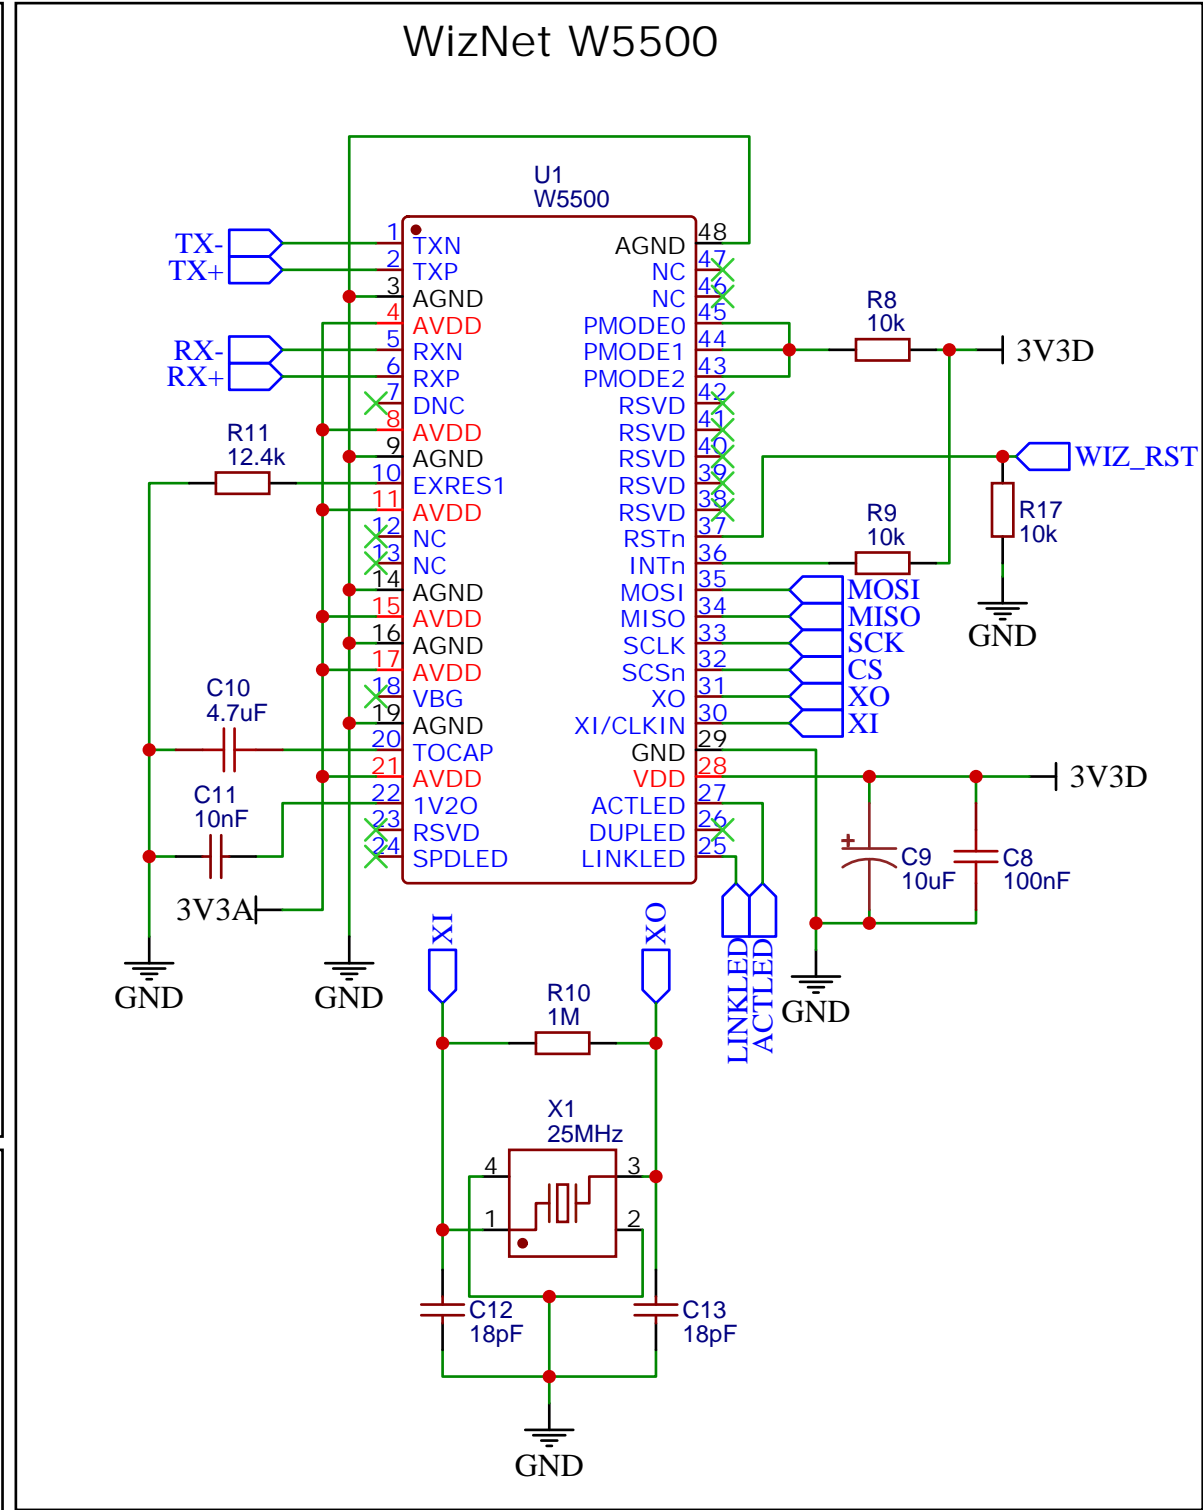 WizNet W5500
U1
W5500
TX-
TX+
RX-
RX+
1 TXN
2 TXP
3 AGND
4 AVDD
5 RXN
6 RXP
7 DNC
8 AVDD
9 AGND
10 EXRES1
11 AVDD
12 NC
13 NC
14 AGND
15 AVDD
16 AGND
17 AVDD
18 VBG
19 AGND
20 TOCAP
21 AVDD
22 1V2O
23 RSVD
24 SPDLED
AGND 48
NC 47
NC 46
PMODE0 45
PMODE1 44
PMODE2 43
RSVD 42
RSVD 41
RSVD 40
RSVD 39
RSVD 38
RSTn 37
INTn 36
MOSI 35
MISO 34
SCLK 33
SCSn 32
XO 31
XI/CLKIN 30
GND 29
VDD 28
ACTLED 27
DUPLED 26
LINKLED 25
R11
12.4k
C10
4.7uF
C11
10nF
3V3A
GND
GND
R8
10k
3V3D
WIZ_RST
R17
10k
R9
10k
GND
MOSI
MISO
SCK
CS
XO
XI
3V3D
C9
10uF
C8
100nF
GND
LINKLED
ACTLED
XI
XO
R10
1M
X1
25MHz
4
3
1
2
C12
18pF
C13
18pF
GND